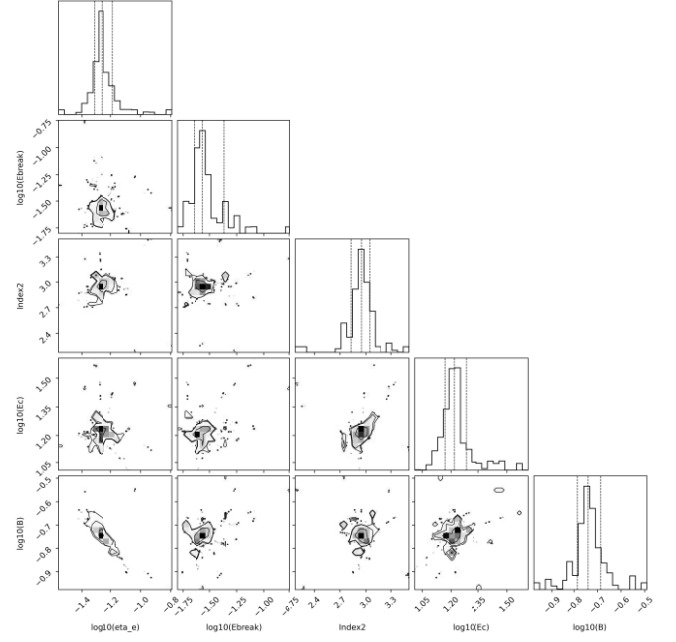 -0.75
-1.00
-1.25
-1.50
-1.75
log10(Ebreak)
3.3
3.0
2.7
2.4
Index2
1.50
1.35
1.20
1.05
log10(Ec)
-0.5
-0.6
-0.7
-0.8
-0.9
log10(B)
-1.4 -1.2 -1.0 -0.8
log10(eta_e)
-1.75 -1.50 -1.25 -1.00 -0.75
log10(Ebreak)
2.4 2.7 3.0 3.3
Index2
1.05 1.20 1.35 1.50
log10(Ec)
-0.9 -0.8 -0.7 -0.6 -0.5
log10(B)